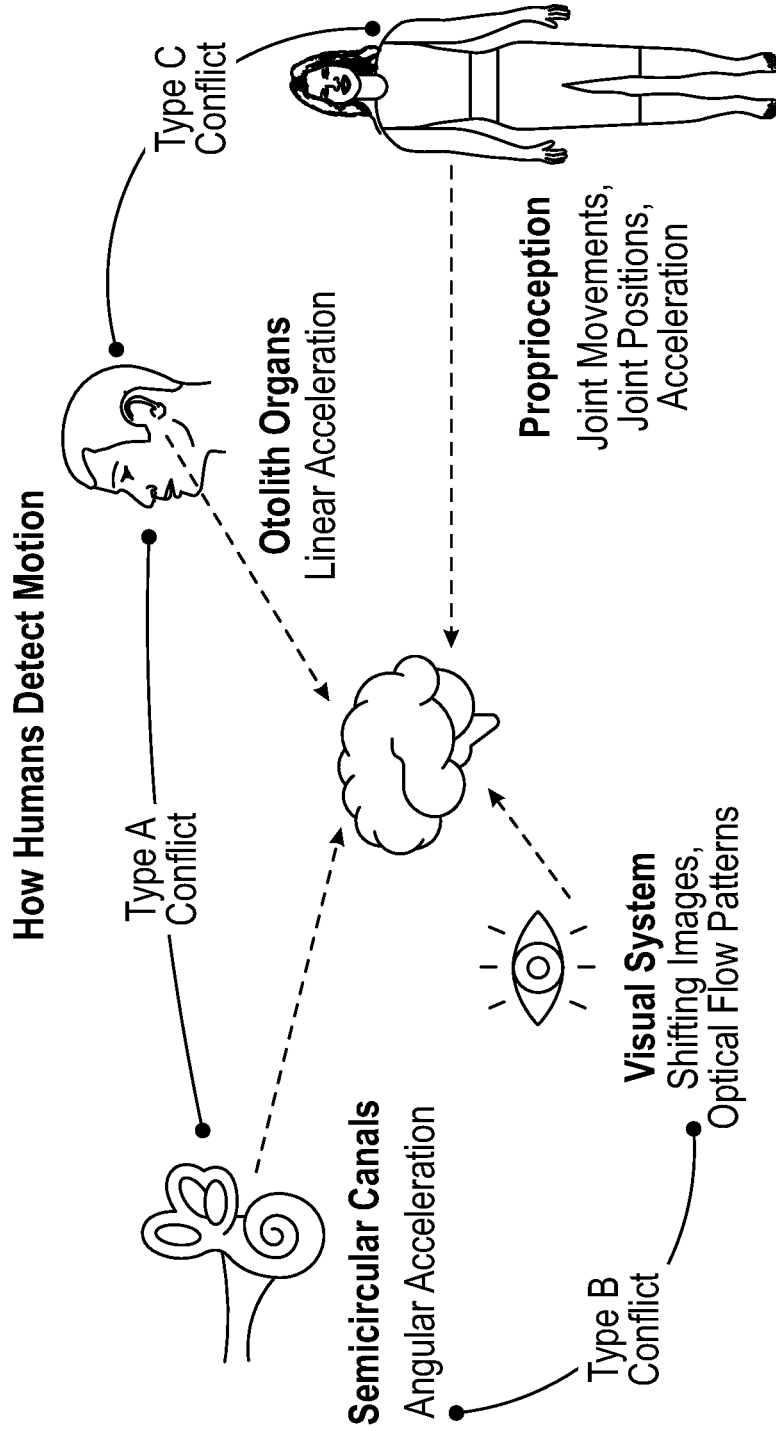 How Humans Detect Motion
Type A
Conflict
Type C
Conflict
Semicircular Canals
Angular Acceleration
Otolith Organs
Linear Acceleration
Type B
Conflict
Visual System
Shifting Images,
Optical Flow Patterns
Proprioception
Joint Movements,
Joint Positions,
Acceleration